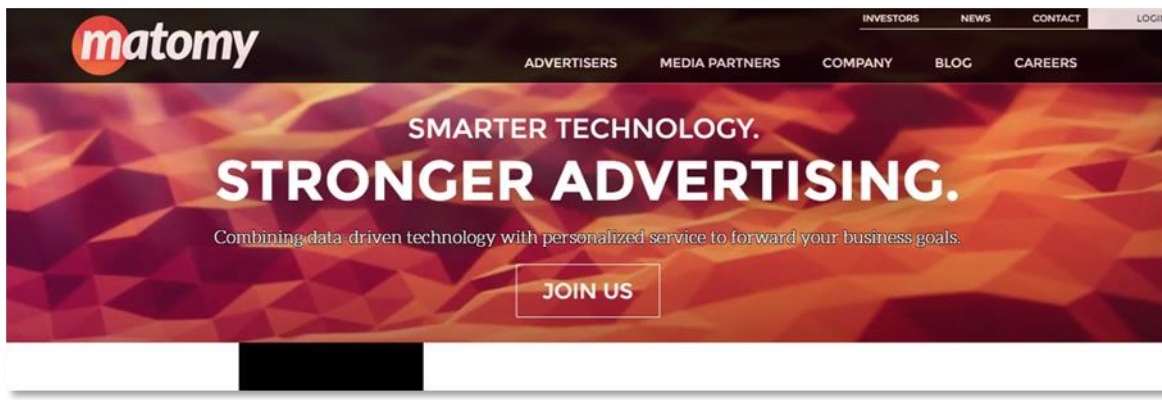 matomy
INVESTORS NEWS CONTACT
ADVERTISERS MEDIA PARTNERS COMPANY BLOG CAREERS
SMARTER TECHNOLOGY.
STRONGER ADVERTISING.
Combining data-driven technology with personalized service to forward your business goals.
JOIN US